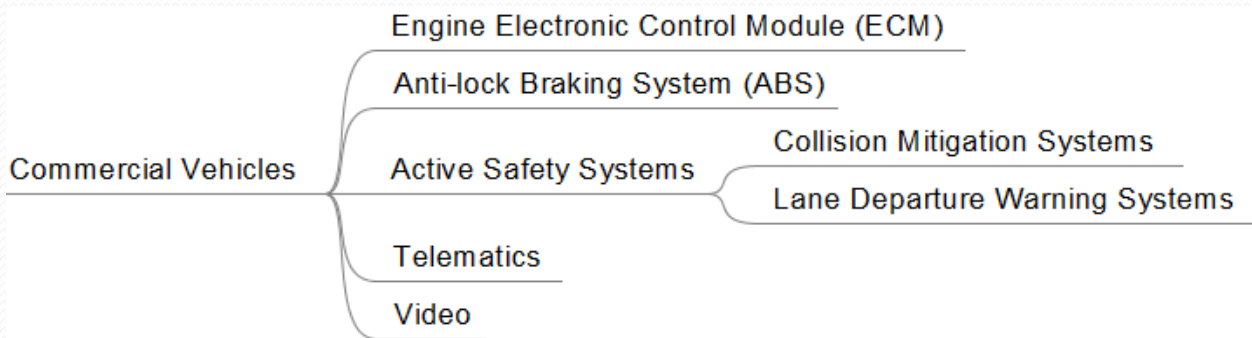 Engine Electronic Control Module (ECM)
Anti-lock Braking System (ABS)
Collision Mitigation Systems
Commercial Vehicles
Active Safety Systems
Lane Departure Warning Systems
Telematics
Video